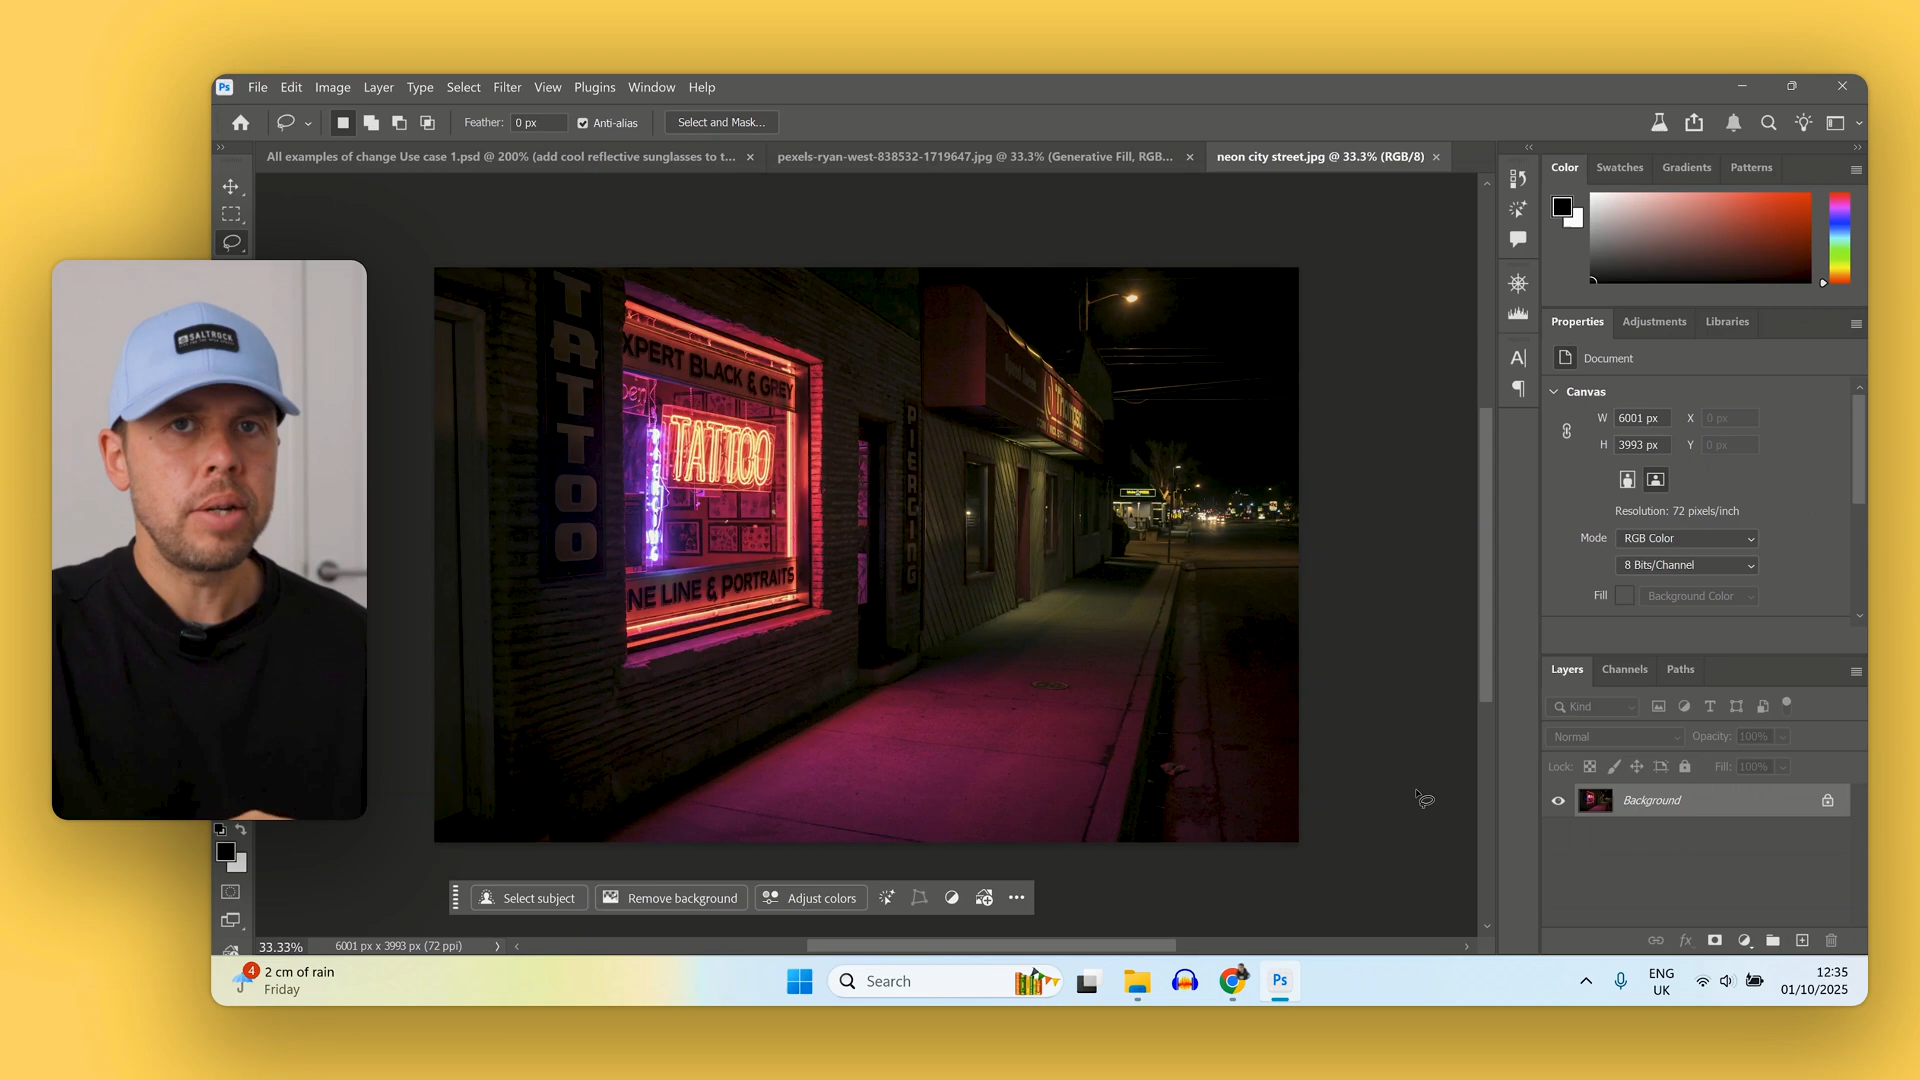 Ps File Edit Image Layer Type Select Filter View Plugins Window Help
Feather: 0 px Anti-alias Select and Mask...
All examples of change Use case 1.psd @ 200% (add cool reflective sunglasses to t... pexels-ryan-west-838532-1719647.jpg @ 33.3% (Generative Fill, RGB... neon city street.jpg @ 33.3% (RGB/8)
Color Swatches Gradients Patterns
SALTROCK
TATTOO
XPERT BLACK & GREY
TATTOO
NE LINE & PORTRAITS
PIERCING
Properties Adjustments Libraries
Document
Canvas
W 6001 px X 0 px
H 3993 px Y 0 px
Resolution: 72 pixels/inch
Mode RGB Color
8 Bits/Channel
Fill Background Color
Layers Channels Paths
Kind
Normal Opacity: 100%
Lock: Fill: 100%
Background
Select subject Remove background Adjust colors
33.33% 6001 px x 3993 px (72 ppi)
4 2 cm of rain
Friday
Search
Ps
ENG
UK
12:35
01/10/2025